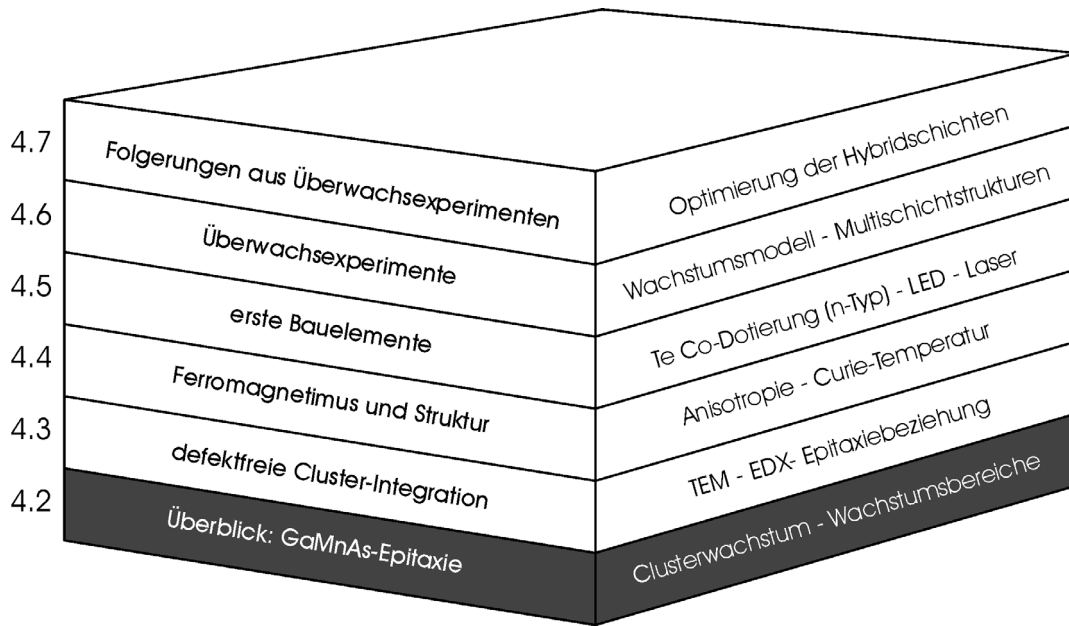 4.7
Folgerungen aus Überwachsexperimenten
Optimierung der Hybridschichten
4.6
Überwachsexperimente
Wachstumsmodell - Multischichtstrukturen
4.5
erste Bauelemente
Te Co-Dotierung (n-Typ) - LED - Laser
4.4
Ferromagnetimus und Struktur
Anisotropie - Curie-Temperatur
4.3
defektfreie Cluster-Integration
TEM - EDX- Epitaxiebeziehung
4.2
Überblick: GaMnAs-Epitaxie
Clusterwachstum - Wachstumsbereiche